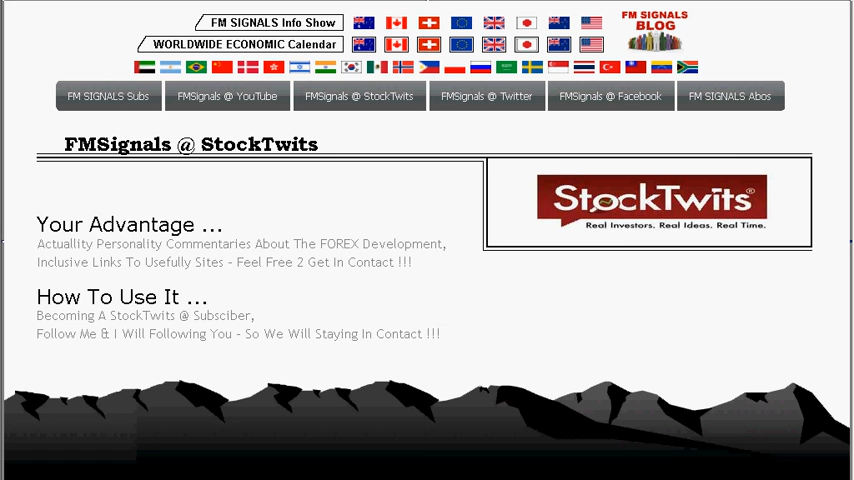 FM SIGNALS Info Show
WORLDWIDE ECONOMIC Calendar
FM SIGNALS
BLOG
FM SIGNALS Subs
FMSignals @ YouTube
FMSignals @ StockTwits
FMSignals @ Twitter
FMSignals @ Facebook
FM SIGNALS Abos
FMSignals @ StockTwits
StockTwits®
Real Investors. Real Ideas. Real Time.
Your Advantage ...
Actuallity Personality Commentaries About The FOREX Development,
Inclusive Links To Usefully Sites - Feel Free 2 Get In Contact !!!
How To Use It ...
Becoming A StockTwits @ Subsciber,
Follow Me & I Will Following You - So We Will Staying In Contact !!!